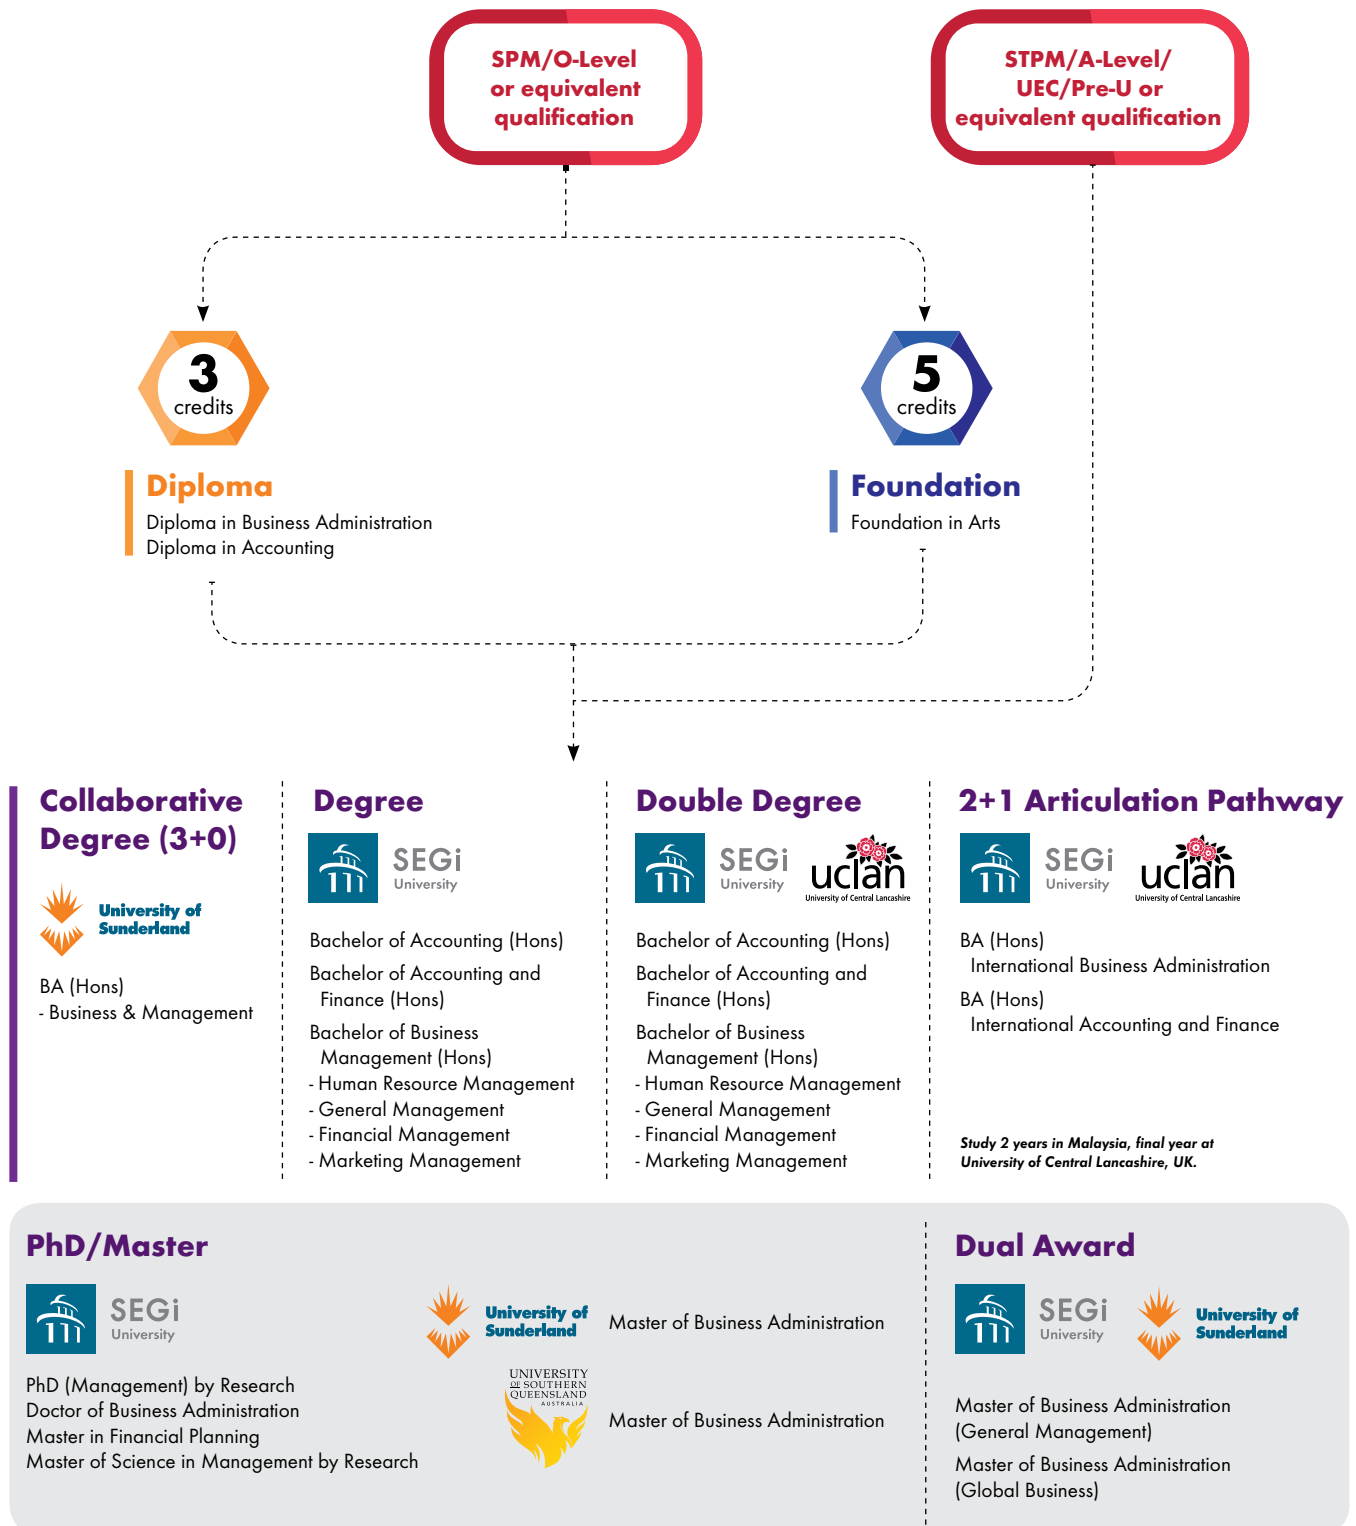 SPM/O-Level
or equivalent
qualification
STPM/A-Level/
UEC/Pre-U or
equivalent qualification
3
credits
5
credits
Diploma
Diploma in Business Administration
Diploma in Accounting
Foundation
Foundation in Arts
Collaborative
Degree (3+0)
University of
Sunderland
BA (Hons)
- Business & Management
Degree
SEGi
University
Bachelor of Accounting (Hons)
Bachelor of Accounting and
Finance (Hons)
Bachelor of Business
Management (Hons)
- Human Resource Management
- General Management
- Financial Management
- Marketing Management
Double Degree
SEGi
University
uclan
University of Central Lancashire
Bachelor of Accounting (Hons)
Bachelor of Accounting and
Finance (Hons)
Bachelor of Business
Management (Hons)
- Human Resource Management
- General Management
- Financial Management
- Marketing Management
2+1 Articulation Pathway
SEGi
University
uclan
University of Central Lancashire
BA (Hons)
International Business Administration
BA (Hons)
International Accounting and Finance
Study 2 years in Malaysia, final year at
University of Central Lancashire, UK.
PhD/Master
SEGi
University
PhD (Management) by Research
Doctor of Business Administration
Master in Financial Planning
Master of Science in Management by Research
University of
Sunderland
Master of Business Administration
UNIVERSITY
OF SOUTHERN
QUEENSLAND
AUSTRALIA
Master of Business Administration
Dual Award
SEGi
University
University of
Sunderland
Master of Business Administration
(General Management)
Master of Business Administration
(Global Business)